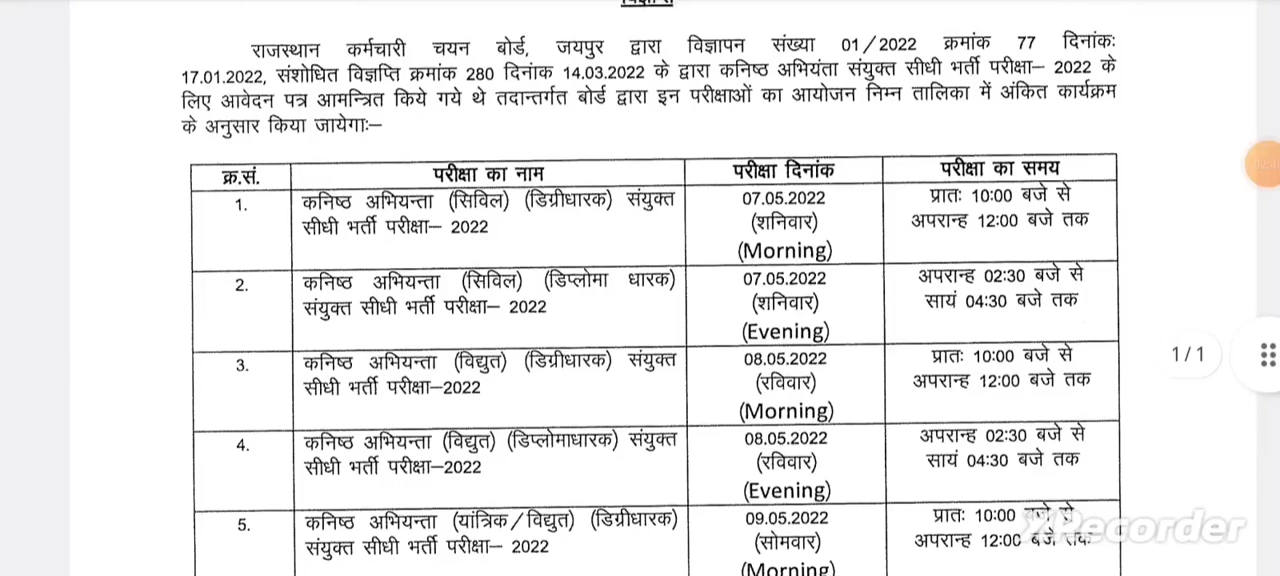 राजस्थान कर्मचारी चयन बोर्ड, जयपुर द्वारा विज्ञापन संख्या 01/2022 क्रमांक 77 दिनांकः
17.01.2022, संशोधित विज्ञप्ति क्रमांक 280 दिनांक 14.03.2022 के द्वारा कनिष्ठ अभियंता संयुक्त सीधी भर्ती परीक्षा– 2022 के
लिए आवेदन पत्र आमन्त्रित किये गये थे तदान्तर्गत बोर्ड द्वारा इन परीक्षाओं का आयोजन निम्न तालिका में अंकित कार्यक्रम
के अनुसार किया जायेगाः–
क्र.सं. परीक्षा का नाम परीक्षा दिनांक परीक्षा का समय
1. कनिष्ठ अभियन्ता (सिविल) (डिग्रीधारक) संयुक्त 07.05.2022 प्रातः 10:00 बजे से
सीधी भर्ती परीक्षा– 2022 (शनिवार) अपरान्ह 12:00 बजे तक
(Morning)
2. कनिष्ठ अभियन्ता (सिविल) (डिप्लोमा धारक) 07.05.2022 अपरान्ह 02:30 बजे से
संयुक्त सीधी भर्ती परीक्षा– 2022 (शनिवार) सायं 04:30 बजे तक
(Evening)
3. कनिष्ठ अभियन्ता (विद्युत) (डिग्रीधारक) संयुक्त 08.05.2022 प्रातः 10:00 बजे से
सीधी भर्ती परीक्षा–2022 (रविवार) अपरान्ह 12:00 बजे तक
(Morning)
1/1
4. कनिष्ठ अभियन्ता (विद्युत) (डिप्लोमाधारक) संयुक्त 08.05.2022 अपरान्ह 02:30 बजे से
सीधी भर्ती परीक्षा–2022 (रविवार) सायं 04:30 बजे तक
(Evening)
5. कनिष्ठ अभियन्ता (यांत्रिक/विद्युत) (डिग्रीधारक) 09.05.2022 प्रातः 10:00 बजे से
संयुक्त सीधी भर्ती परीक्षा– 2022 (सोमवार) अपरान्ह 12:00 बजे तक
(Morning)
XRecorder